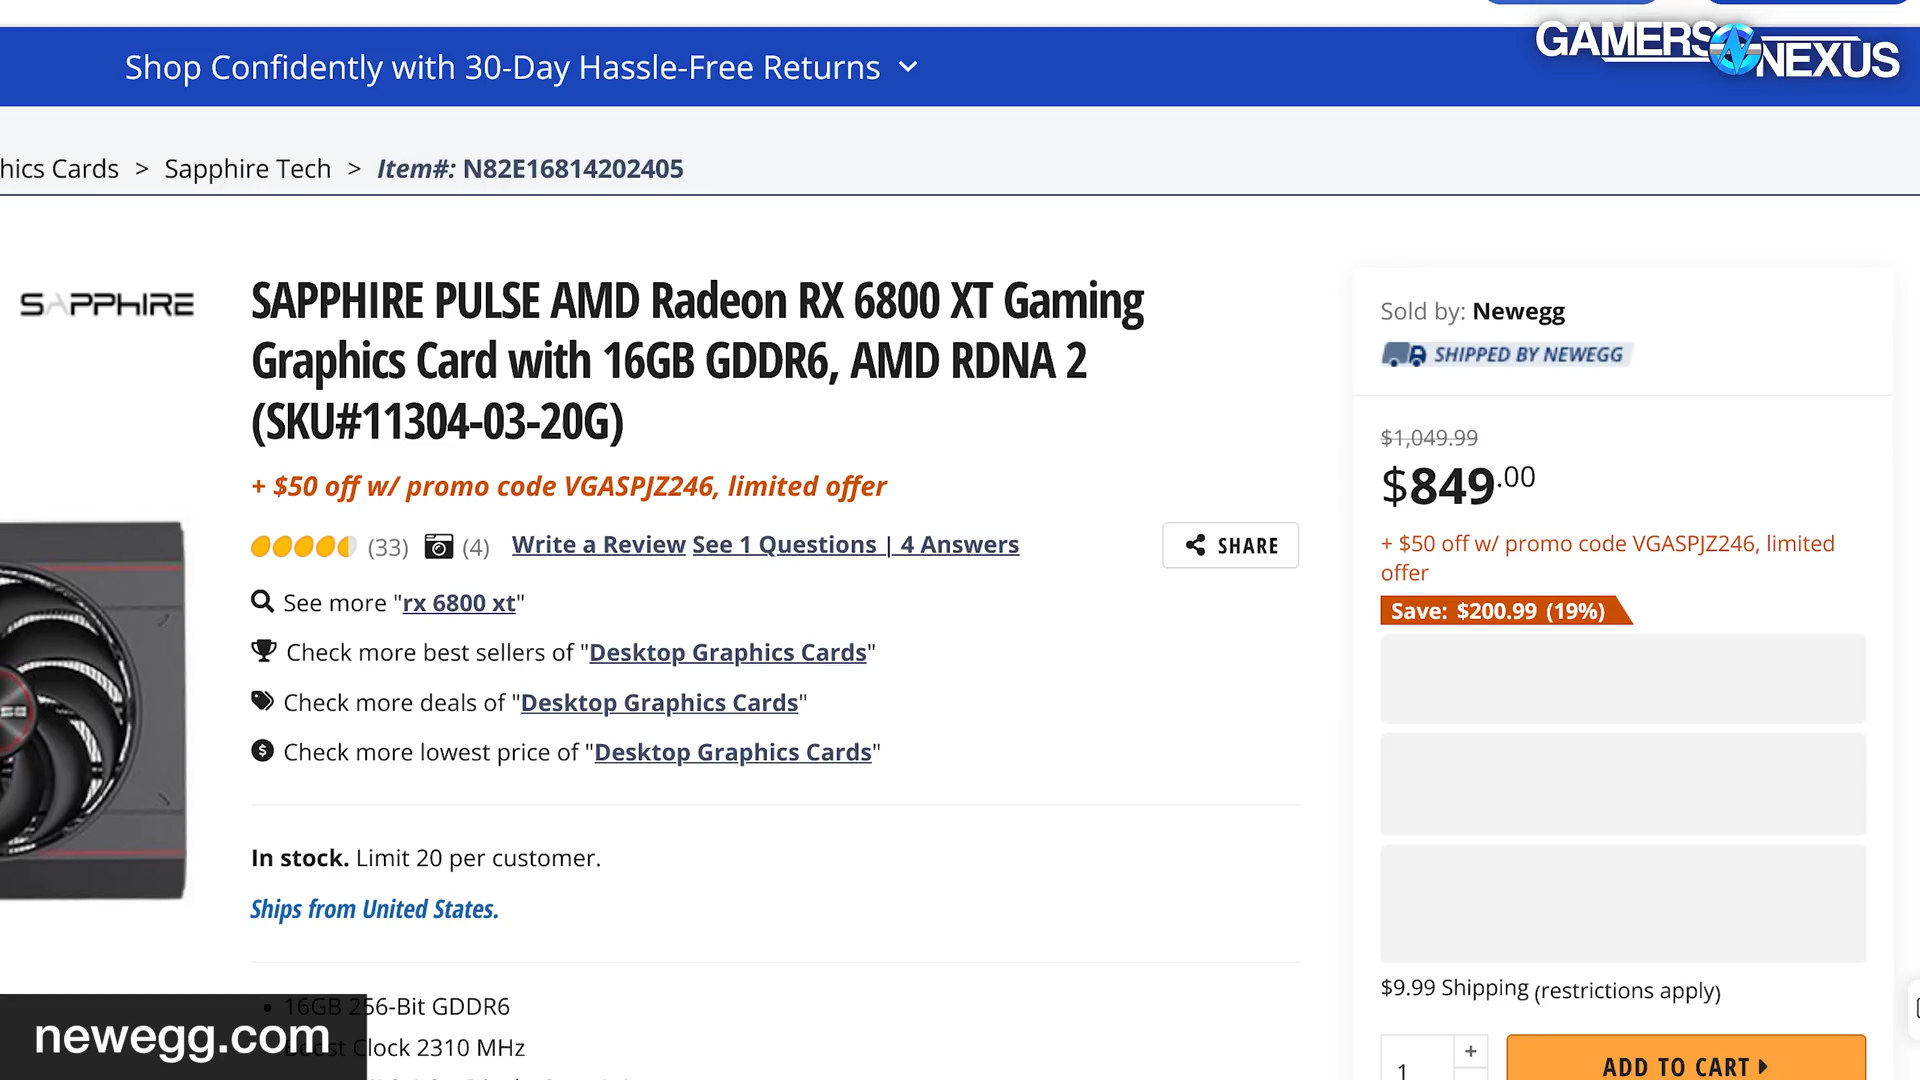 GAMERS NEXUS
Shop Confidently with 30-Day Hassle-Free Returns
hics Cards > Sapphire Tech > Item#: N82E16814202405
SAPPHIRE
SAPPHIRE PULSE AMD Radeon RX 6800 XT Gaming
Graphics Card with 16GB GDDR6, AMD RDNA 2
(SKU#11304-03-20G)
+ $50 off w/ promo code VGASPJZ246, limited offer
(33) (4) Write a Review See 1 Questions | 4 Answers
SHARE
See more "rx 6800 xt"
Check more best sellers of "Desktop Graphics Cards"
Check more deals of "Desktop Graphics Cards"
Check more lowest price of "Desktop Graphics Cards"
In stock. Limit 20 per customer.
Ships from United States.
• 16GB 256-Bit GDDR6
Boost Clock 2310 MHz
newegg.com
Sold by: Newegg
SHIPPED BY NEWEGG
$1,049.99
$849.00
+ $50 off w/ promo code VGASPJZ246, limited
offer
Save: $200.99 (19%)
$9.99 Shipping (restrictions apply)
1
+
ADD TO CART